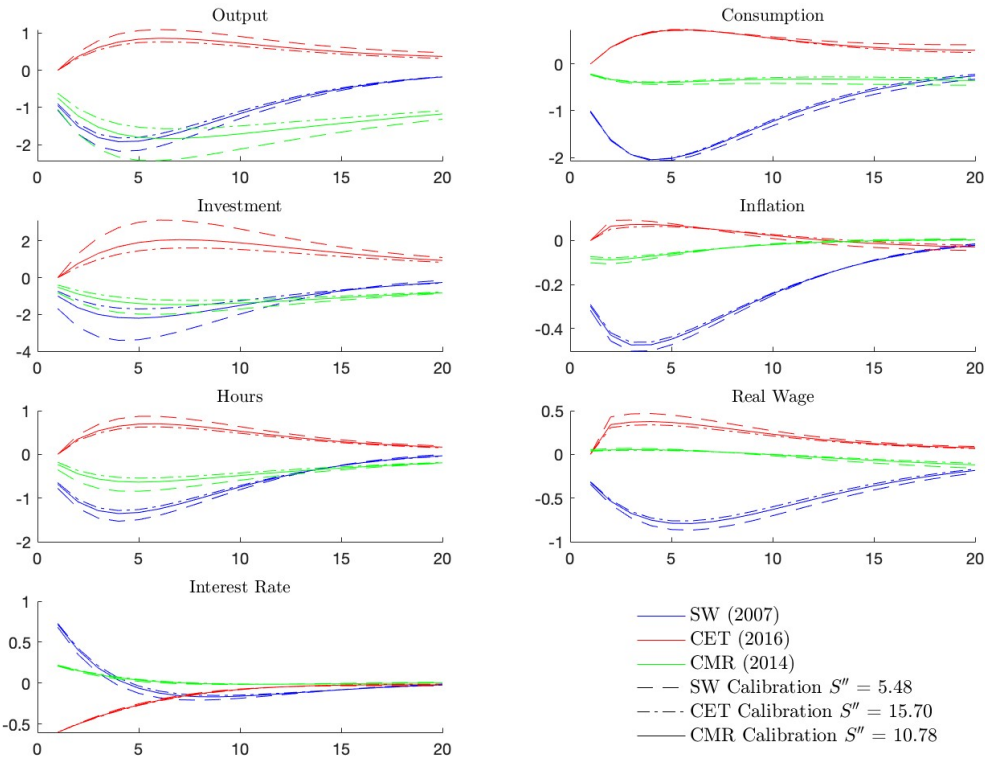 Output
1
0
-1
-2
0 5 10 15 20
Consumption
0
-1
-2
0 5 10 15 20
Investment
2
0
-2
-4
0 5 10 15 20
Inflation
0
-0.2
-0.4
0 5 10 15 20
Hours
1
0
-1
-2
0 5 10 15 20
Real Wage
0.5
0
-0.5
-1
0 5 10 15 20
Interest Rate
1
0.5
0
-0.5
0 5 10 15 20
SW (2007)
CET (2016)
CMR (2014)
SW Calibration S″ = 5.48
CET Calibration S″ = 15.70
CMR Calibration S″ = 10.78